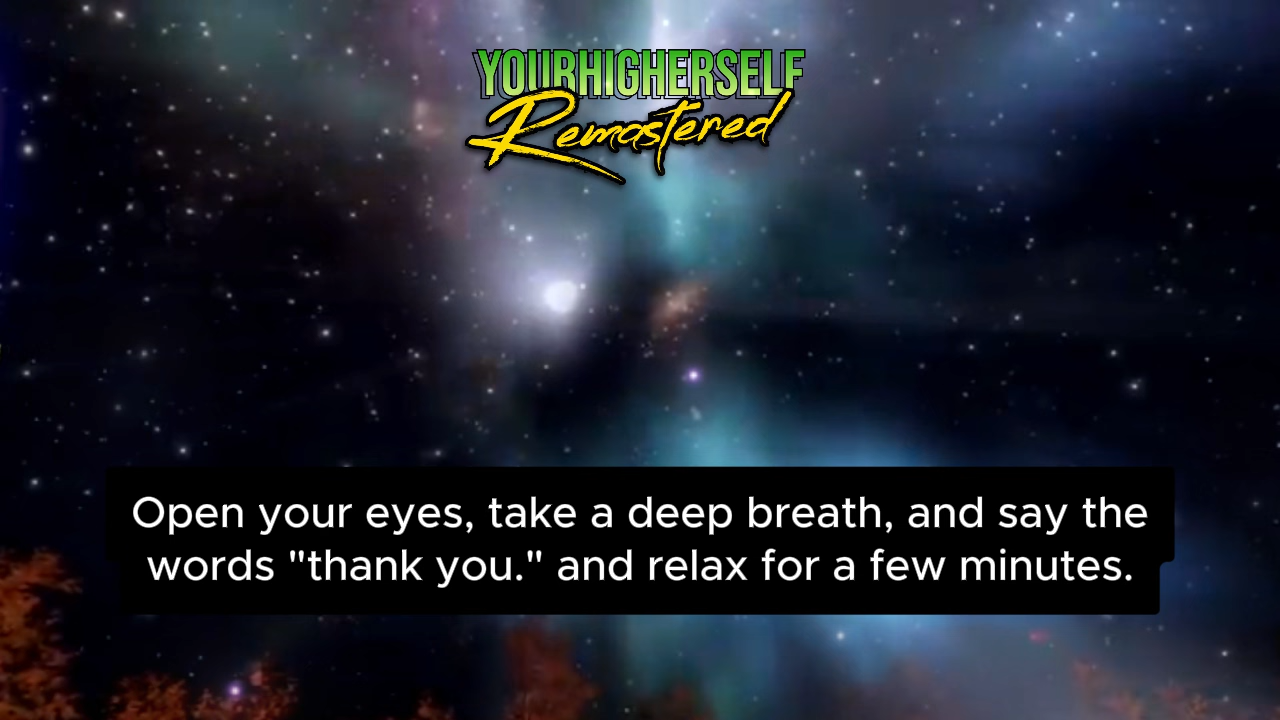 YOURHIGHERSELF
Remastered
Open your eyes, take a deep breath, and say the
words "thank you." and relax for a few minutes.